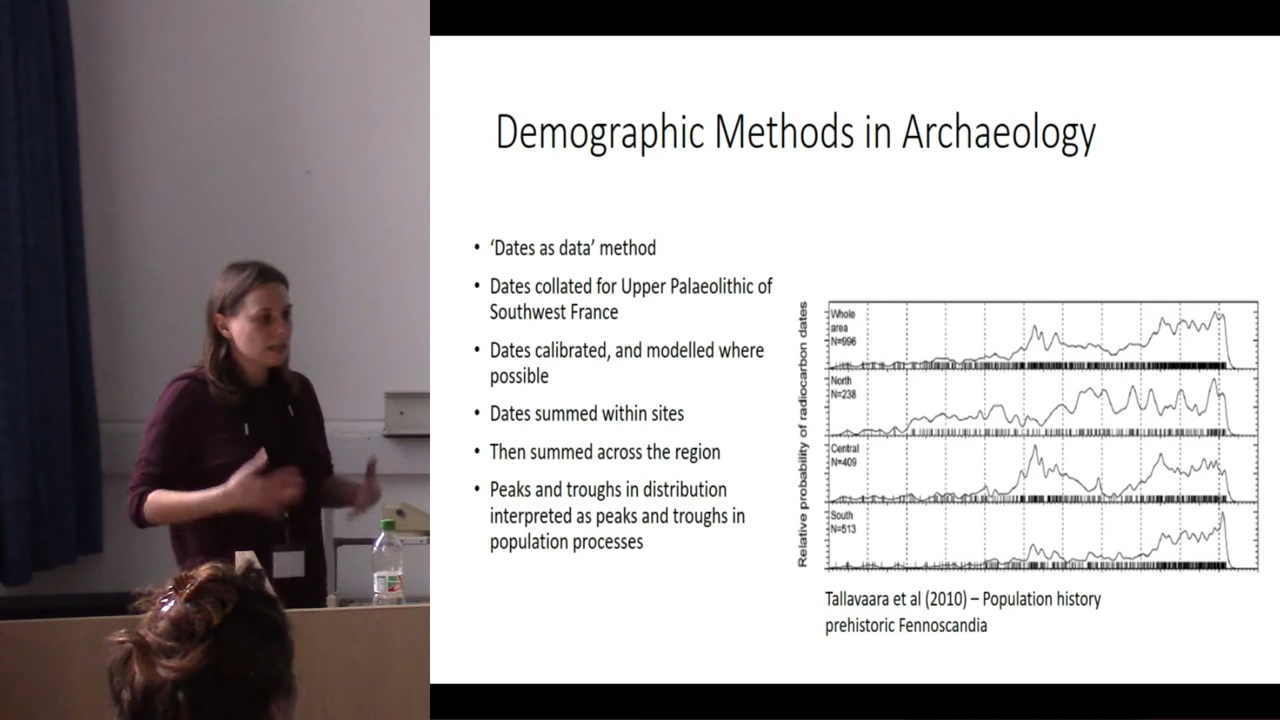 Demographic Methods in Archaeology
• ‘Dates as data’ method
• Dates collated for Upper Palaeolithic of
Southwest France
• Dates calibrated, and modelled where
possible
• Dates summed within sites
• Then summed across the region
• Peaks and troughs in distribution
interpreted as peaks and troughs in
population processes
Relative probability of radiocarbon dates
Whole
area
N=996
North
N=238
Central
N=409
South
N=513
Tallavaara et al (2010) – Population history
prehistoric Fennoscandia